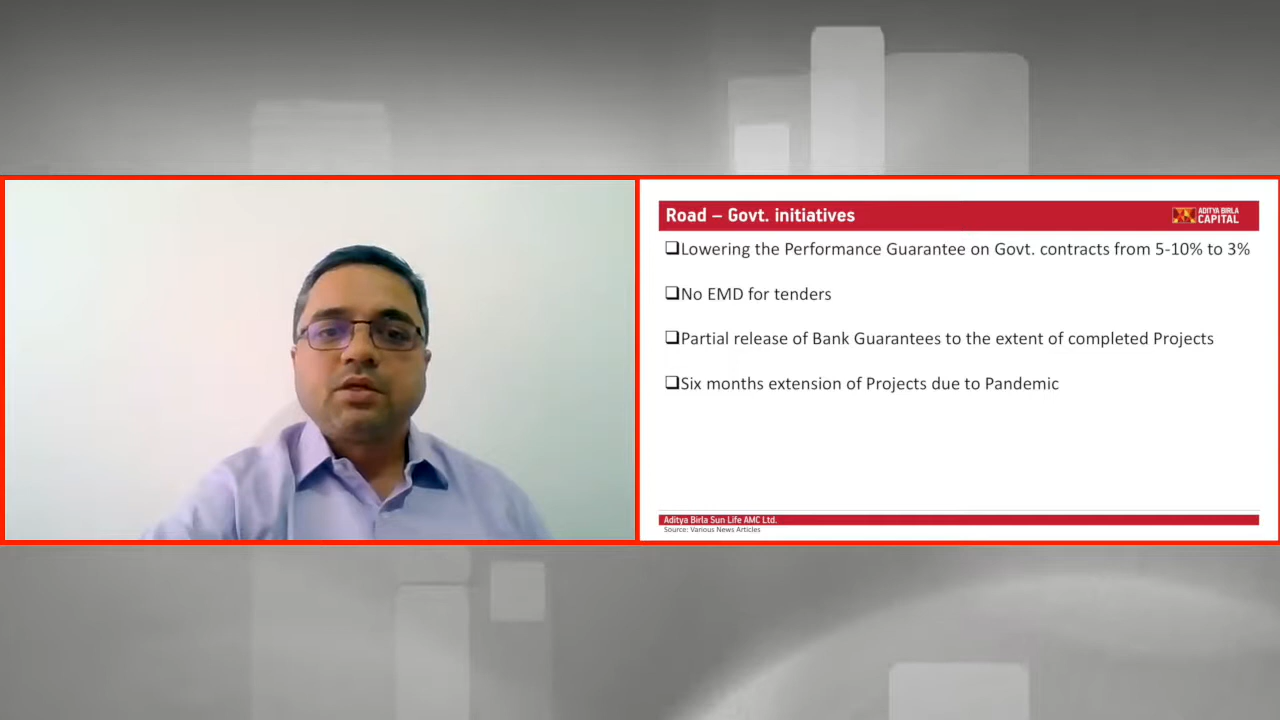 Road – Govt. initiatives
ADITYA BIRLA
CAPITAL
❑Lowering the Performance Guarantee on Govt. contracts from 5-10% to 3%
❑No EMD for tenders
❑Partial release of Bank Guarantees to the extent of completed Projects
❑Six months extension of Projects due to Pandemic
Aditya Birla Sun Life AMC Ltd.
Source: Various News Articles